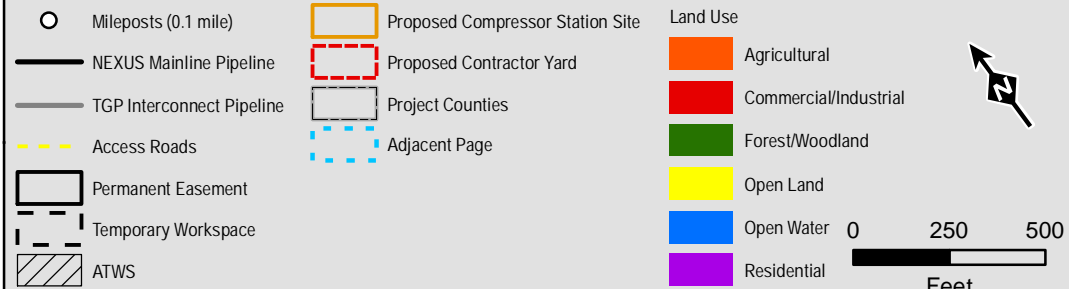 Mileposts (0.1 mile)
NEXUS Mainline Pipeline
TGP Interconnect Pipeline
Access Roads
Permanent Easement
Temporary Workspace
ATWS
Proposed Compressor Station Site
Proposed Contractor Yard
Project Counties
Adjacent Page
Land Use
Agricultural
Commercial/Industrial
Forest/Woodland
Open Land
Open Water
Residential
N
0 250 500
Feet